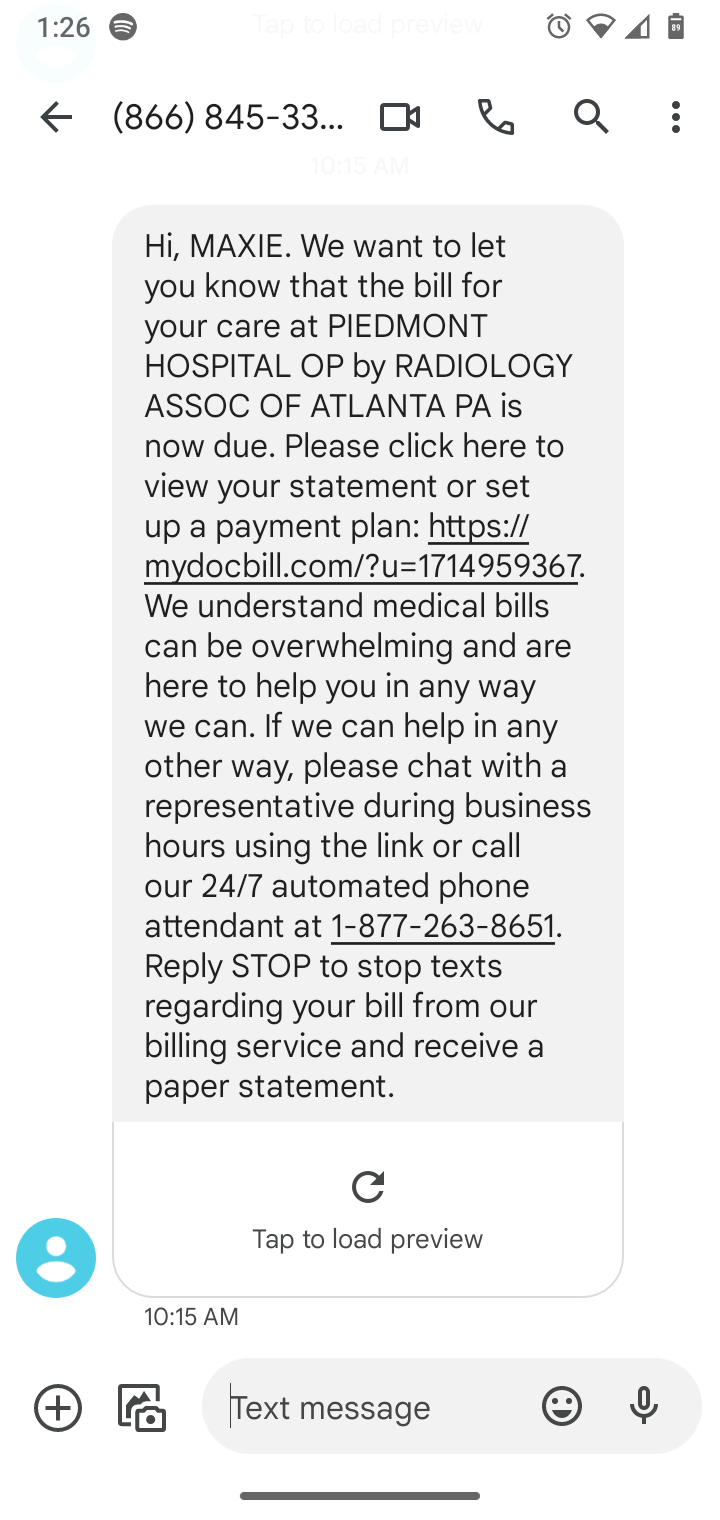 1:26
Tap to load preview
89
(866) 845-33...
10:15 AM
Hi, MAXIE. We want to let
you know that the bill for
your care at PIEDMONT
HOSPITAL OP by RADIOLOGY
ASSOC OF ATLANTA PA is
now due. Please click here to
view your statement or set
up a payment plan: https://
mydocbill.com/?u=1714959367.
We understand medical bills
can be overwhelming and are
here to help you in any way
we can. If we can help in any
other way, please chat with a
representative during business
hours using the link or call
our 24/7 automated phone
attendant at 1-877-263-8651.
Reply STOP to stop texts
regarding your bill from our
billing service and receive a
paper statement.
Tap to load preview
10:15 AM
Text message